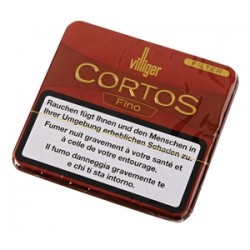 villiger
FILTER
CORTOS
Fino
Rauchen fügt Ihnen und den Menschen in
Ihrer Umgebung erheblichen Schaden zu.
Fumer nuit gravement à votre santé et
à celle de votre entourage.
Il fumo danneggia gravemente te
e chi ti sta intorno.